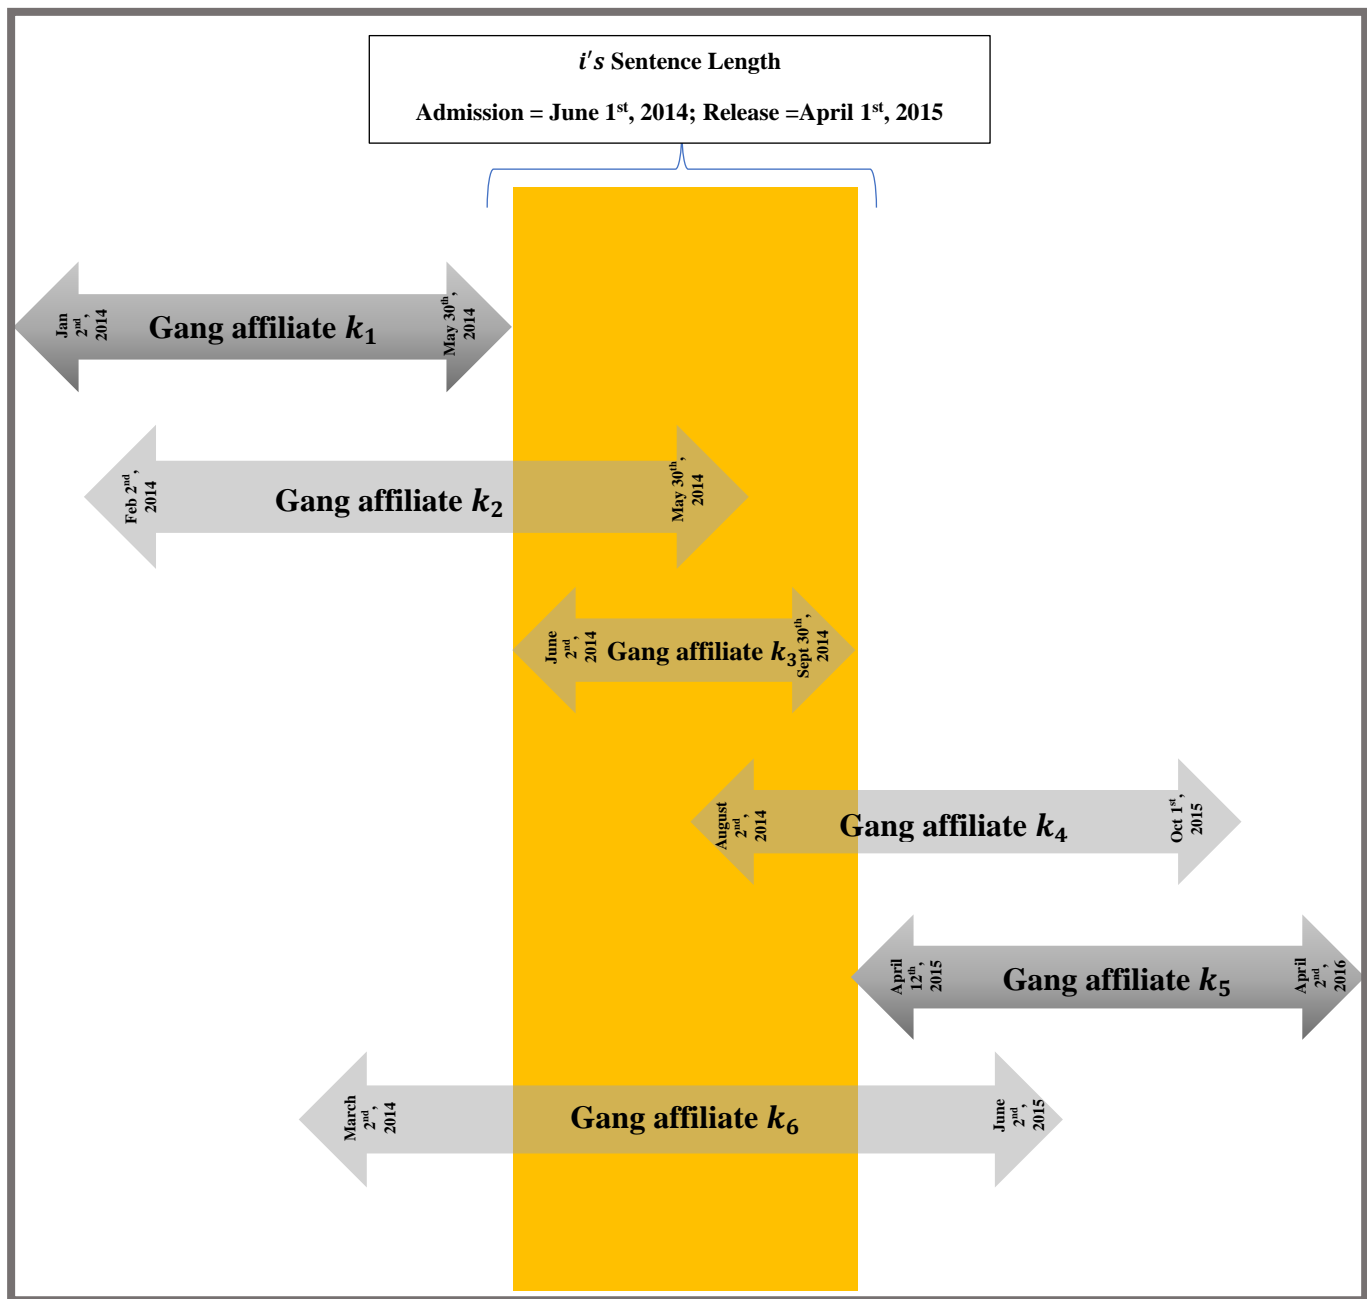 i's Sentence Length
Admission = June 1st, 2014; Release =April 1st, 2015
Jan
2nd,
2014
Gang affiliate k1
May 30th,
2014
Feb 2nd,
2014
Gang affiliate k2
May 30th,
2014
June
2nd,
2014
Gang affiliate k3
Sept 30th,
2014
August
2nd,
2014
Gang affiliate k4
Oct 1st,
2015
April
12th,
2015
Gang affiliate k5
April
2nd,
2016
March
2nd,
2014
Gang affiliate k6
June
2nd,
2015